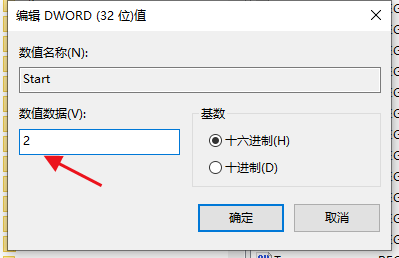 编辑 DWORD (32 位)值
数值名称(N):
Start
数值数据(V):
2
基数
十六进制(H)
十进制(D)
确定
取消